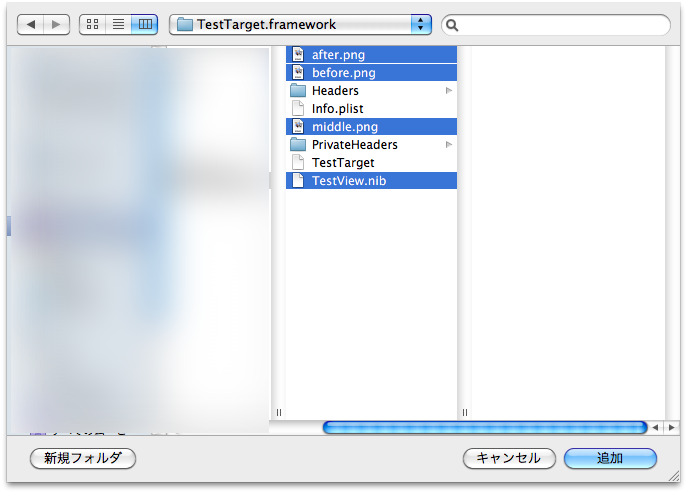 TestTarget.framework
after.png
before.png
Headers
Info.plist
middle.png
PrivateHeaders
TestTarget
TestView.nib
新規フォルダ
キャンセル
追加